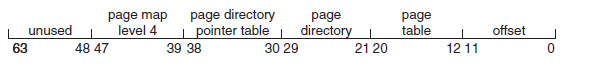 page map page directory page page
unused level 4 pointer table directory table offset
63 48 47 39 38 30 29 21 20 12 11 0